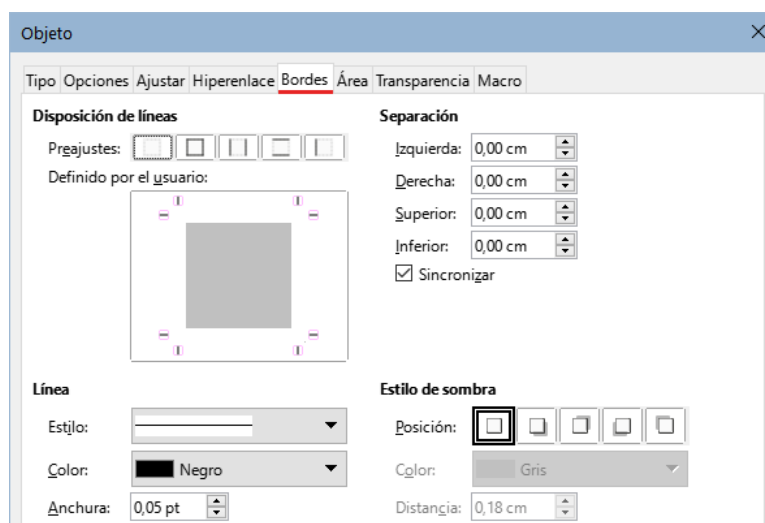 Objeto
Tipo Opciones Ajustar Hiperenlace Bordes Área Transparencia Macro
Disposición de líneas
Preajustes:
Definido por el usuario:
Separación
Izquierda: 0,00 cm
Derecha: 0,00 cm
Superior: 0,00 cm
Inferior: 0,00 cm
Sincronizar
Línea
Estilo:
Color: Negro
Anchura: 0,05 pt
Estilo de sombra
Posición:
Color: Gris
Distancia: 0,18 cm